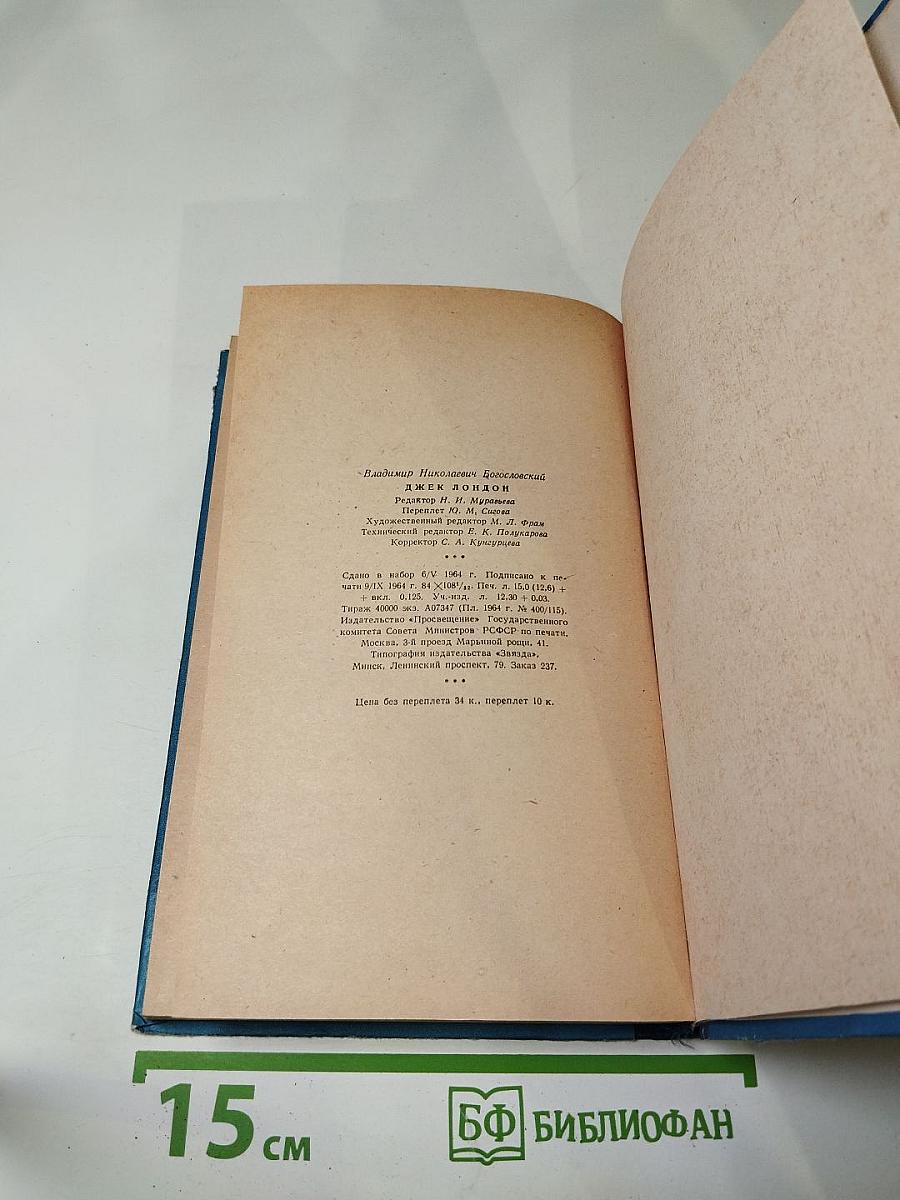 Владимир Николаевич Богословский
ДЖЕК ЛОНДОН
Редактор Н. И. Муравьева
Переплет Ю. М. Сигова
Художественный редактор М. Л. Фрам
Технический редактор Е. К. Полукарова
Корректор С. А. Кунгурцева
* * *
Сдано в набор 6/V 1964 г. Подписано к пе-
чати 9/IX 1964 г. 84 ×108¹/₃₂. Печ. л. 15,0 (12,6) +
+ вкл. 0,125. Уч.-изд. л. 12,30 + 0,03.
Тираж 40000 экз. А07347 (Пл. 1964 г. № 400/115).
Издательство «Просвещение» Государственного
комитета Совета Министров РСФСР по печати.
Москва, 3-й проезд Марьиной рощи, 41.
Типография издательства «Звязда»,
Минск, Ленинский проспект, 79. Заказ 237.
* * *
Цена без переплета 34 к., переплет 10 к.
15 см
БФ БИБЛИОФАН